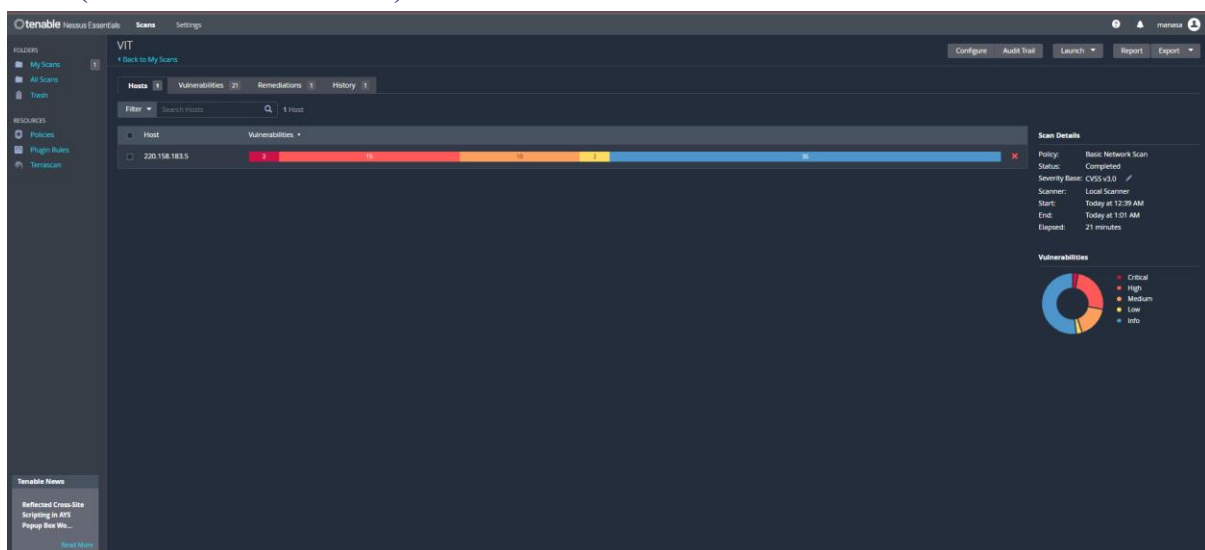 tenable Nessus Essentials Scans Settings manasa
FOLDERS
My Scans 1
All Scans
Trash
RESOURCES
Policies
Plugin Rules
Terrascan
VIT
Back to My Scans
Configure Audit Trail Launch Report Export
Hosts 1 Vulnerabilities 21 Remediations 1 History 1
Filter Search Hosts 1 Host
Host Vulnerabilities
220.158.183.5 2 15 10 2 36
Scan Details
Policy: Basic Network Scan
Status: Completed
Severity Base: CVSS v3.0
Scanner: Local Scanner
Start: Today at 12:39 AM
End: Today at 1:01 AM
Elapsed: 21 minutes
Vulnerabilities
Critical
High
Medium
Low
Info
Tenable News
Reflected Cross-Site
Scripting in AYS
Popup Box Wo...
Read More